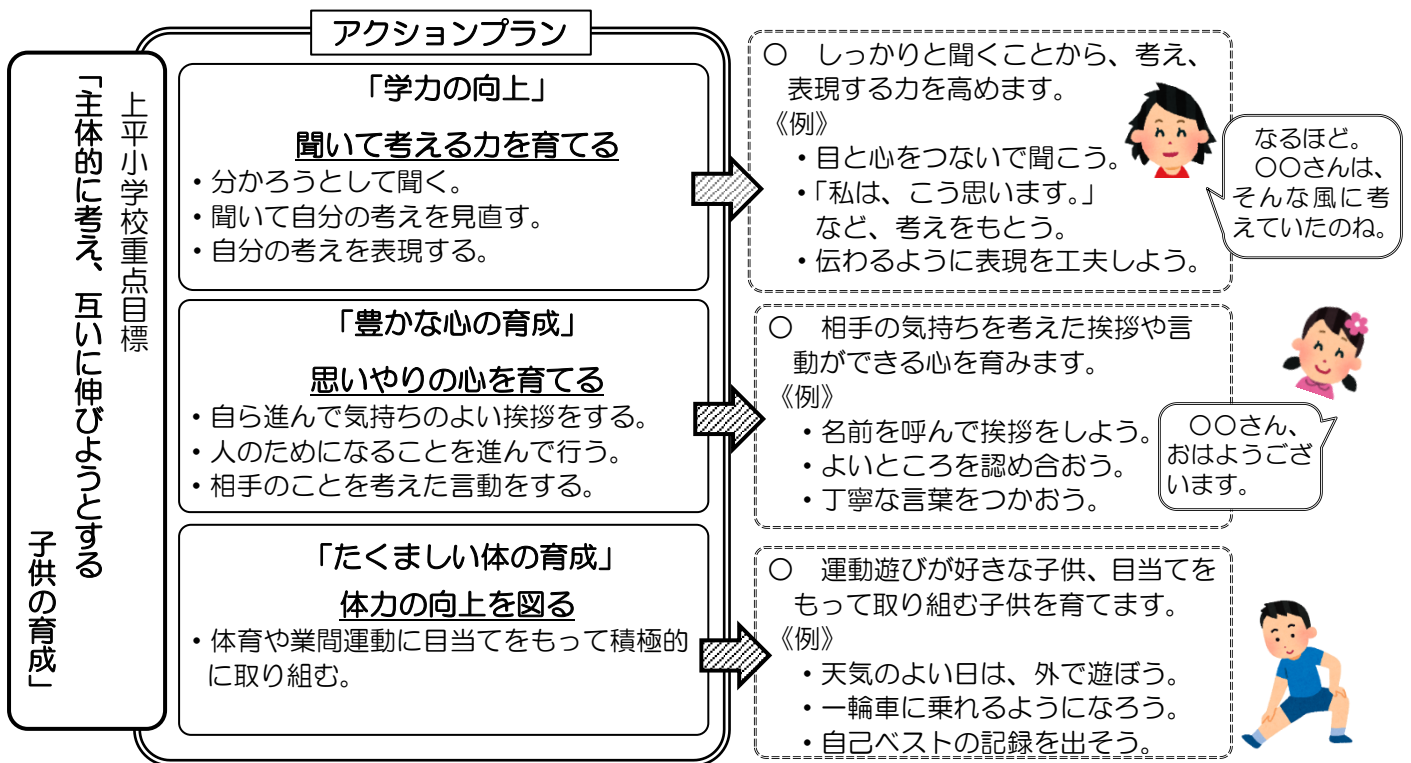 アクションプラン
上平小学校重点目標
「主体的に考え、互いに伸びようとする
子供の育成」
「学力の向上」
聞いて考える力を育てる
・分かろうとして聞く。
・聞いて自分の考えを見直す。
・自分の考えを表現する。
〇　しっかりと聞くことから、考え、
表現する力を高めます。
《例》
・目と心をつないで聞こう。
・「私は、こう思います。」
など、考えをもとう。
・伝わるように表現を工夫しよう。
なるほど。
〇〇さんは、
そんな風に考
えていたのね。
「豊かな心の育成」
思いやりの心を育てる
・自ら進んで気持ちのよい挨拶をする。
・人のためになることを進んで行う。
・相手のことを考えた言動をする。
〇　相手の気持ちを考えた挨拶や言
動ができる心を育みます。
《例》
・名前を呼んで挨拶をしよう。
・よいところを認め合おう。
・丁寧な言葉をつかおう。
〇〇さん、
おはようござ
います。
「たくましい体の育成」
体力の向上を図る
・体育や業間運動に目当てをもって積極的
に取り組む。
〇　運動遊びが好きな子供、目当てを
もって取り組む子供を育てます。
《例》
・天気のよい日は、外で遊ぼう。
・一輪車に乗れるようになろう。
・自己ベストの記録を出そう。